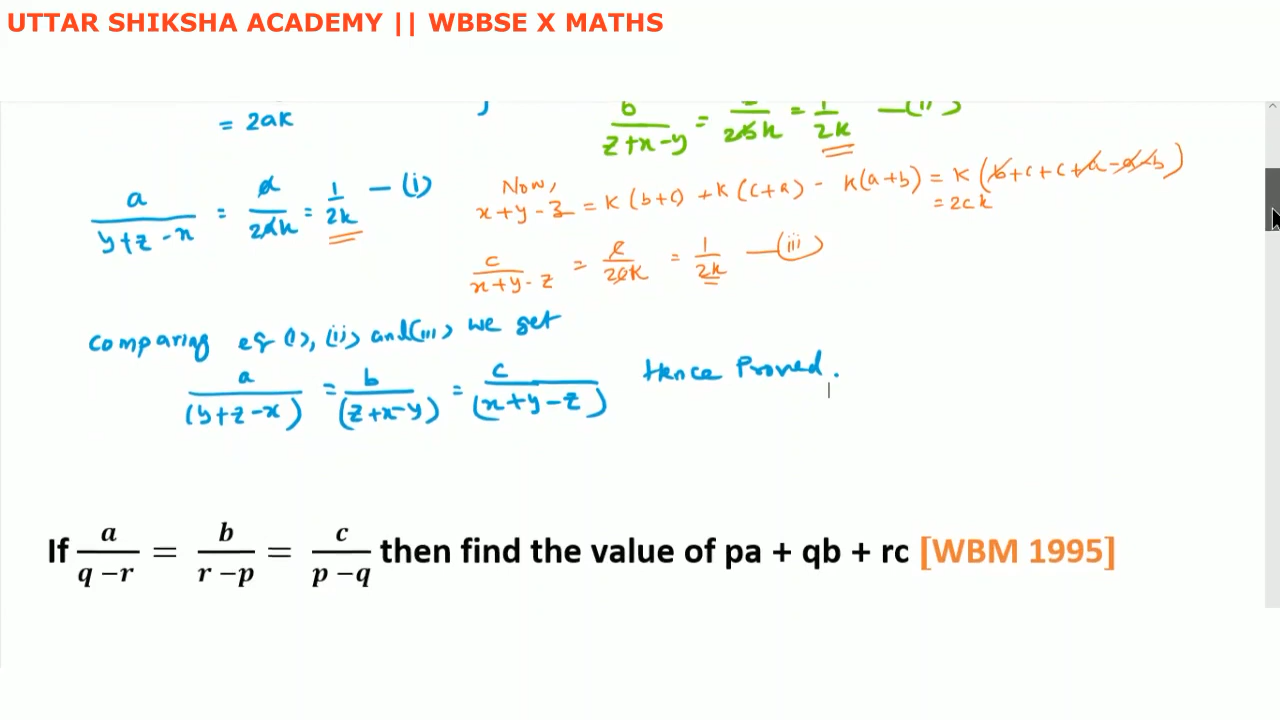 UTTAR SHIKSHA ACADEMY || WBBSE X MATHS
= 2ak
b/(z+x-y) = b/2bk = 1/2k —(ii)
a/(y+z-x) = a/2ak = 1/2k —(i)
Now,
x+y-z = k(b+c) + k(c+a) - k(a+b) = k(b+c+c+a-a-b)
= 2ck
c/(x+y-z) = c/2ck = 1/2k —(iii)
Comparing eq (i), (ii) and (iii) we get
a/(y+z-x) = b/(z+x-y) = c/(x+y-z) Hence Proved.
If a/(q-r) = b/(r-p) = c/(p-q) then find the value of pa + qb + rc [WBM 1995]